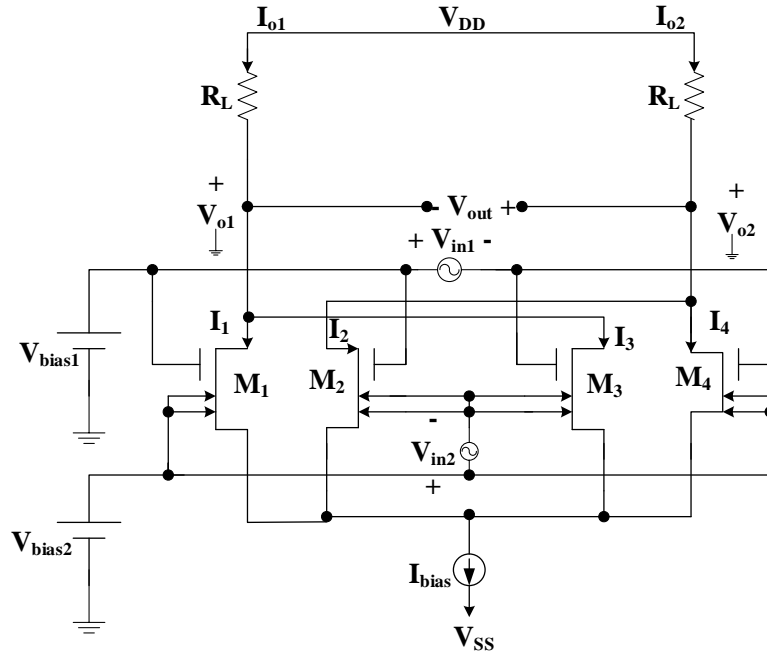 I_o1 V_DD I_o2
R_L R_L
+ +
V_o1 - V_out + V_o2
+ V_in1 -
I_1 I_2 I_3 I_4
V_bias1
M_1 M_2 M_3 M_4
-
V_in2
+
V_bias2
I_bias
V_SS